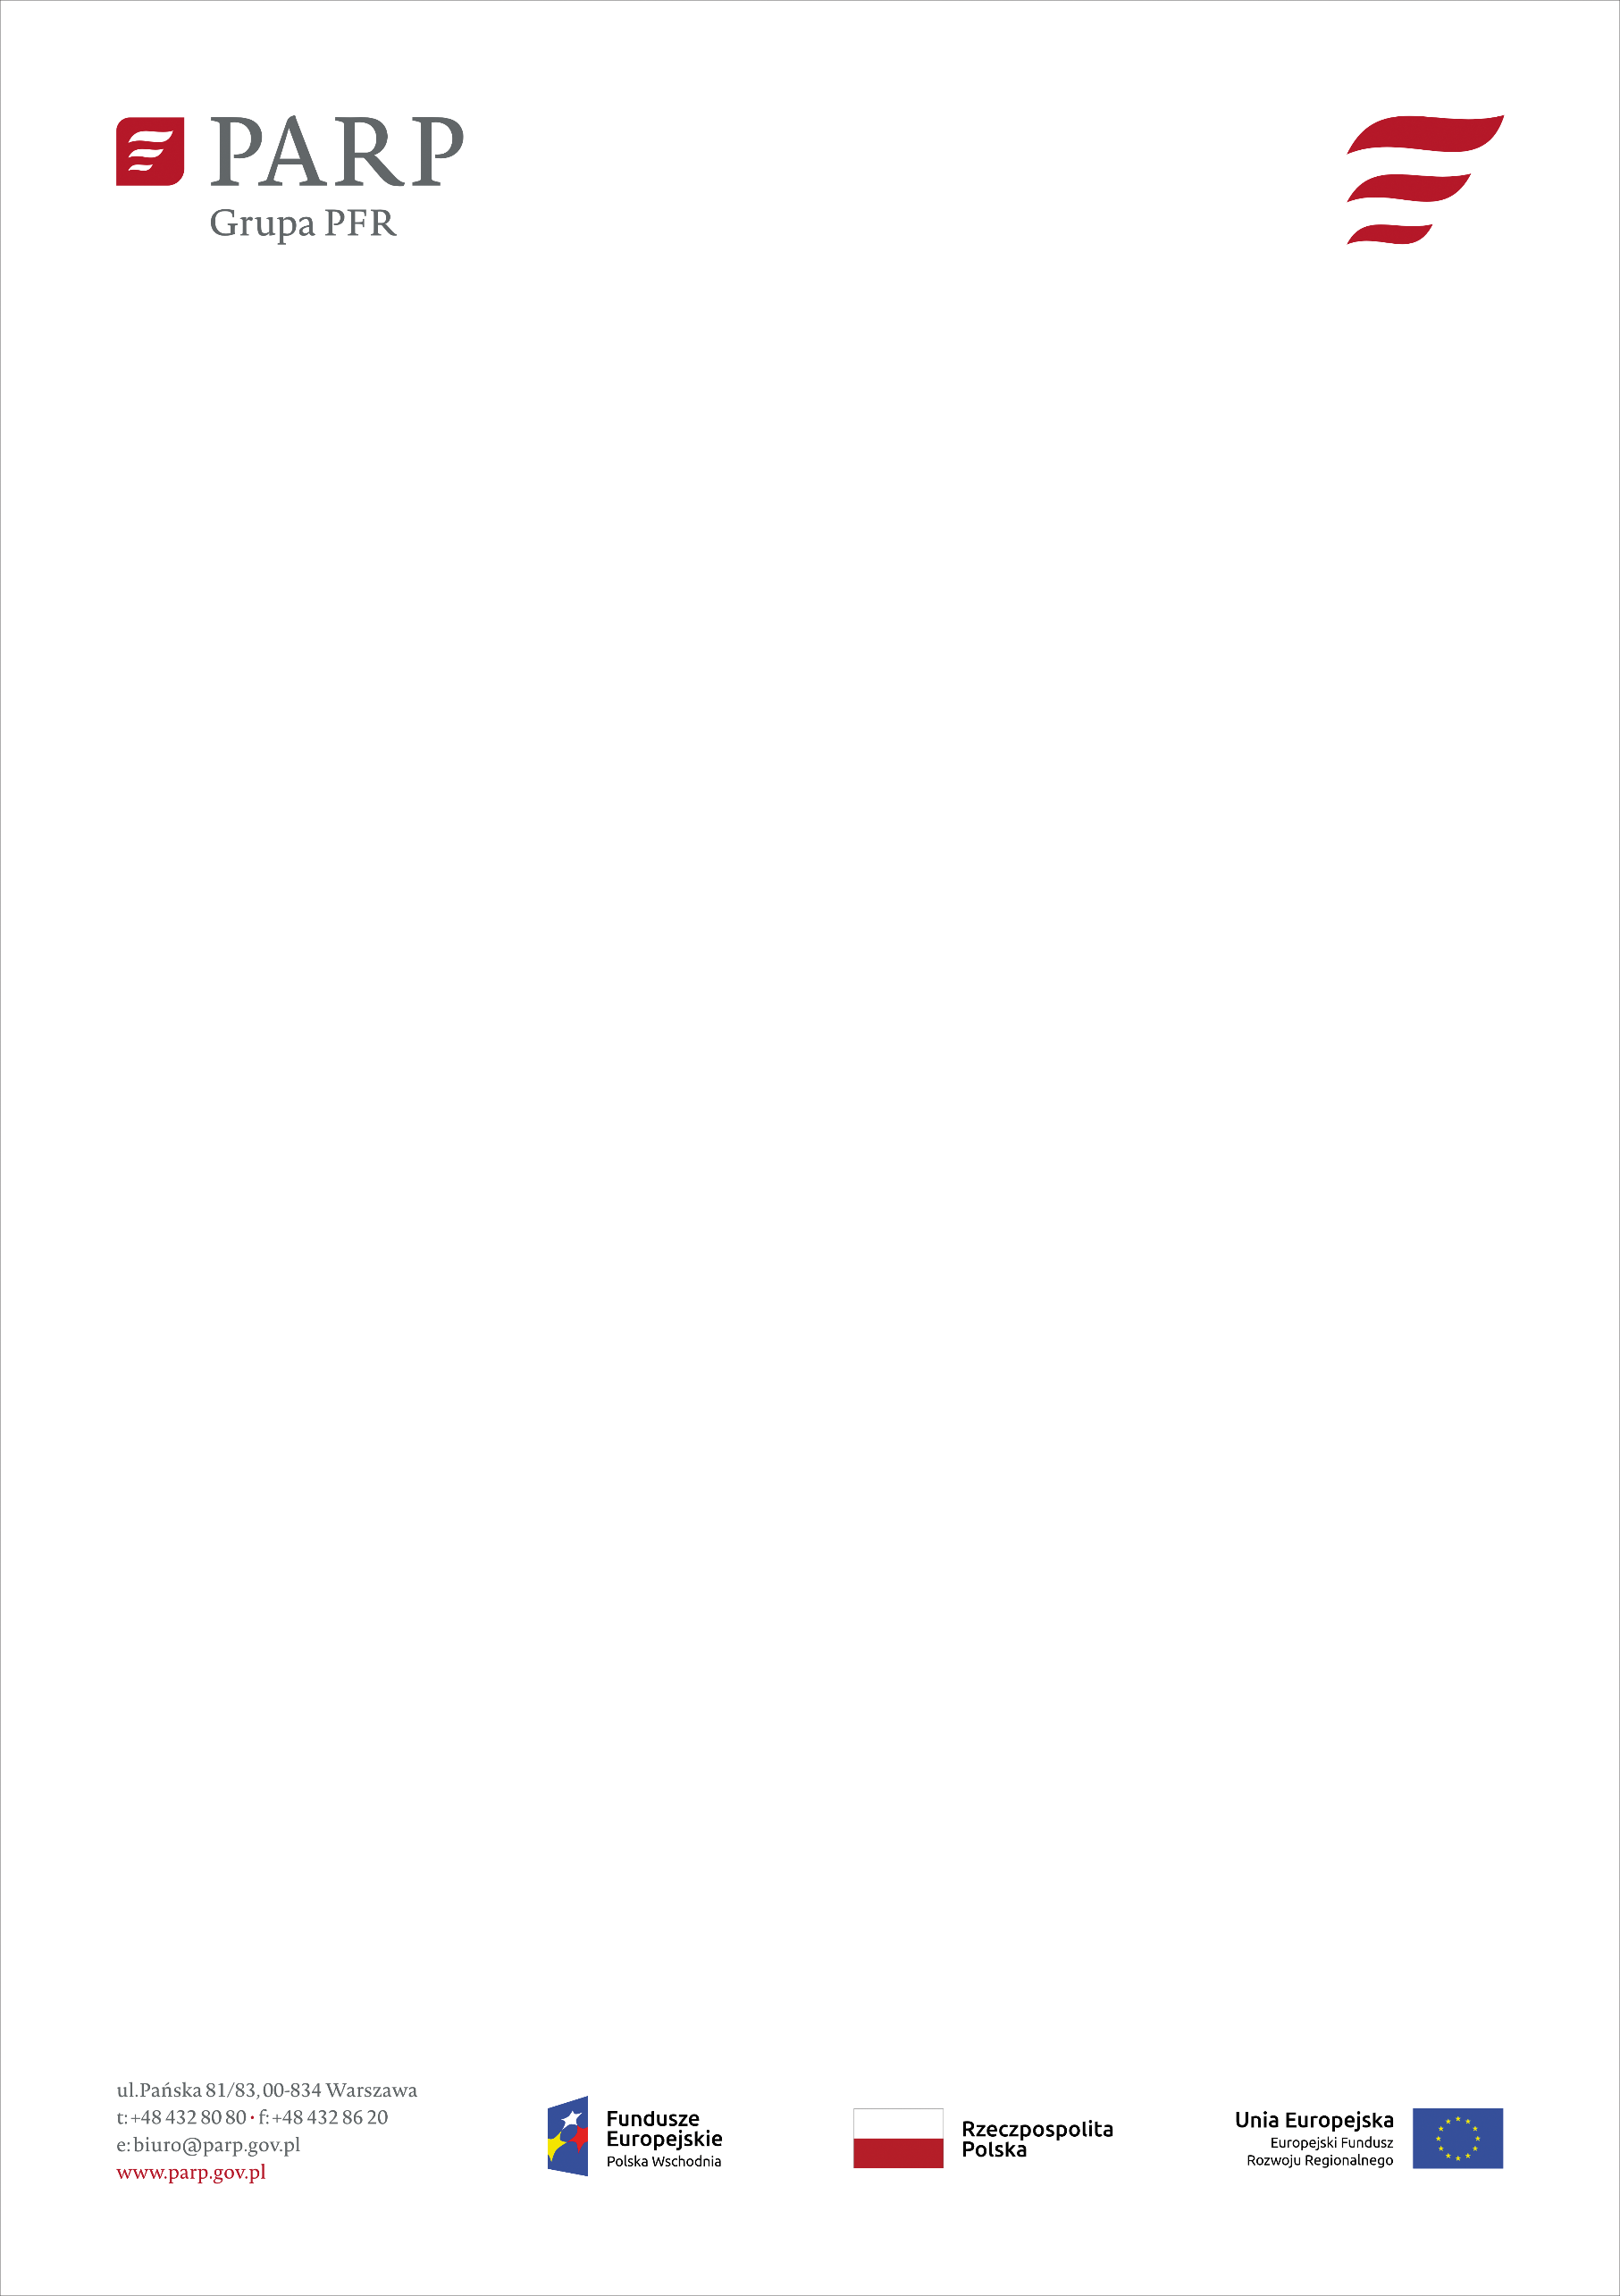 PARP
Grupa PFR
ul.Pańska 81/83, 00-834 Warszawa
t: +48 432 80 80 • f: +48 432 86 20
e: biuro@parp.gov.pl
www.parp.gov.pl
Fundusze
Europejskie
Polska Wschodnia
Rzeczpospolita
Polska
Unia Europejska
Europejski Fundusz
Rozwoju Regionalnego